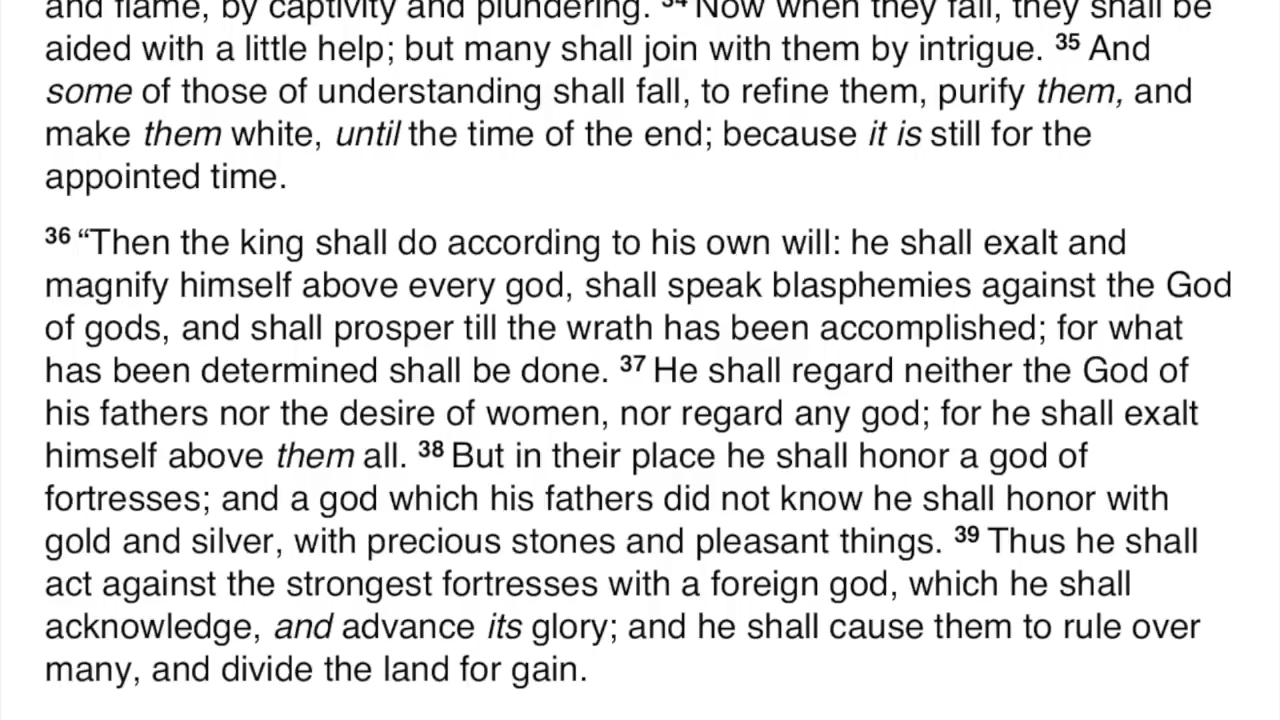 and flame, by captivity and plundering. 34 Now when they fall, they shall be
aided with a little help; but many shall join with them by intrigue. 35 And
some of those of understanding shall fall, to refine them, purify them, and
make them white, until the time of the end; because it is still for the
appointed time.
36 “Then the king shall do according to his own will: he shall exalt and
magnify himself above every god, shall speak blasphemies against the God
of gods, and shall prosper till the wrath has been accomplished; for what
has been determined shall be done. 37 He shall regard neither the God of
his fathers nor the desire of women, nor regard any god; for he shall exalt
himself above them all. 38 But in their place he shall honor a god of
fortresses; and a god which his fathers did not know he shall honor with
gold and silver, with precious stones and pleasant things. 39 Thus he shall
act against the strongest fortresses with a foreign god, which he shall
acknowledge, and advance its glory; and he shall cause them to rule over
many, and divide the land for gain.